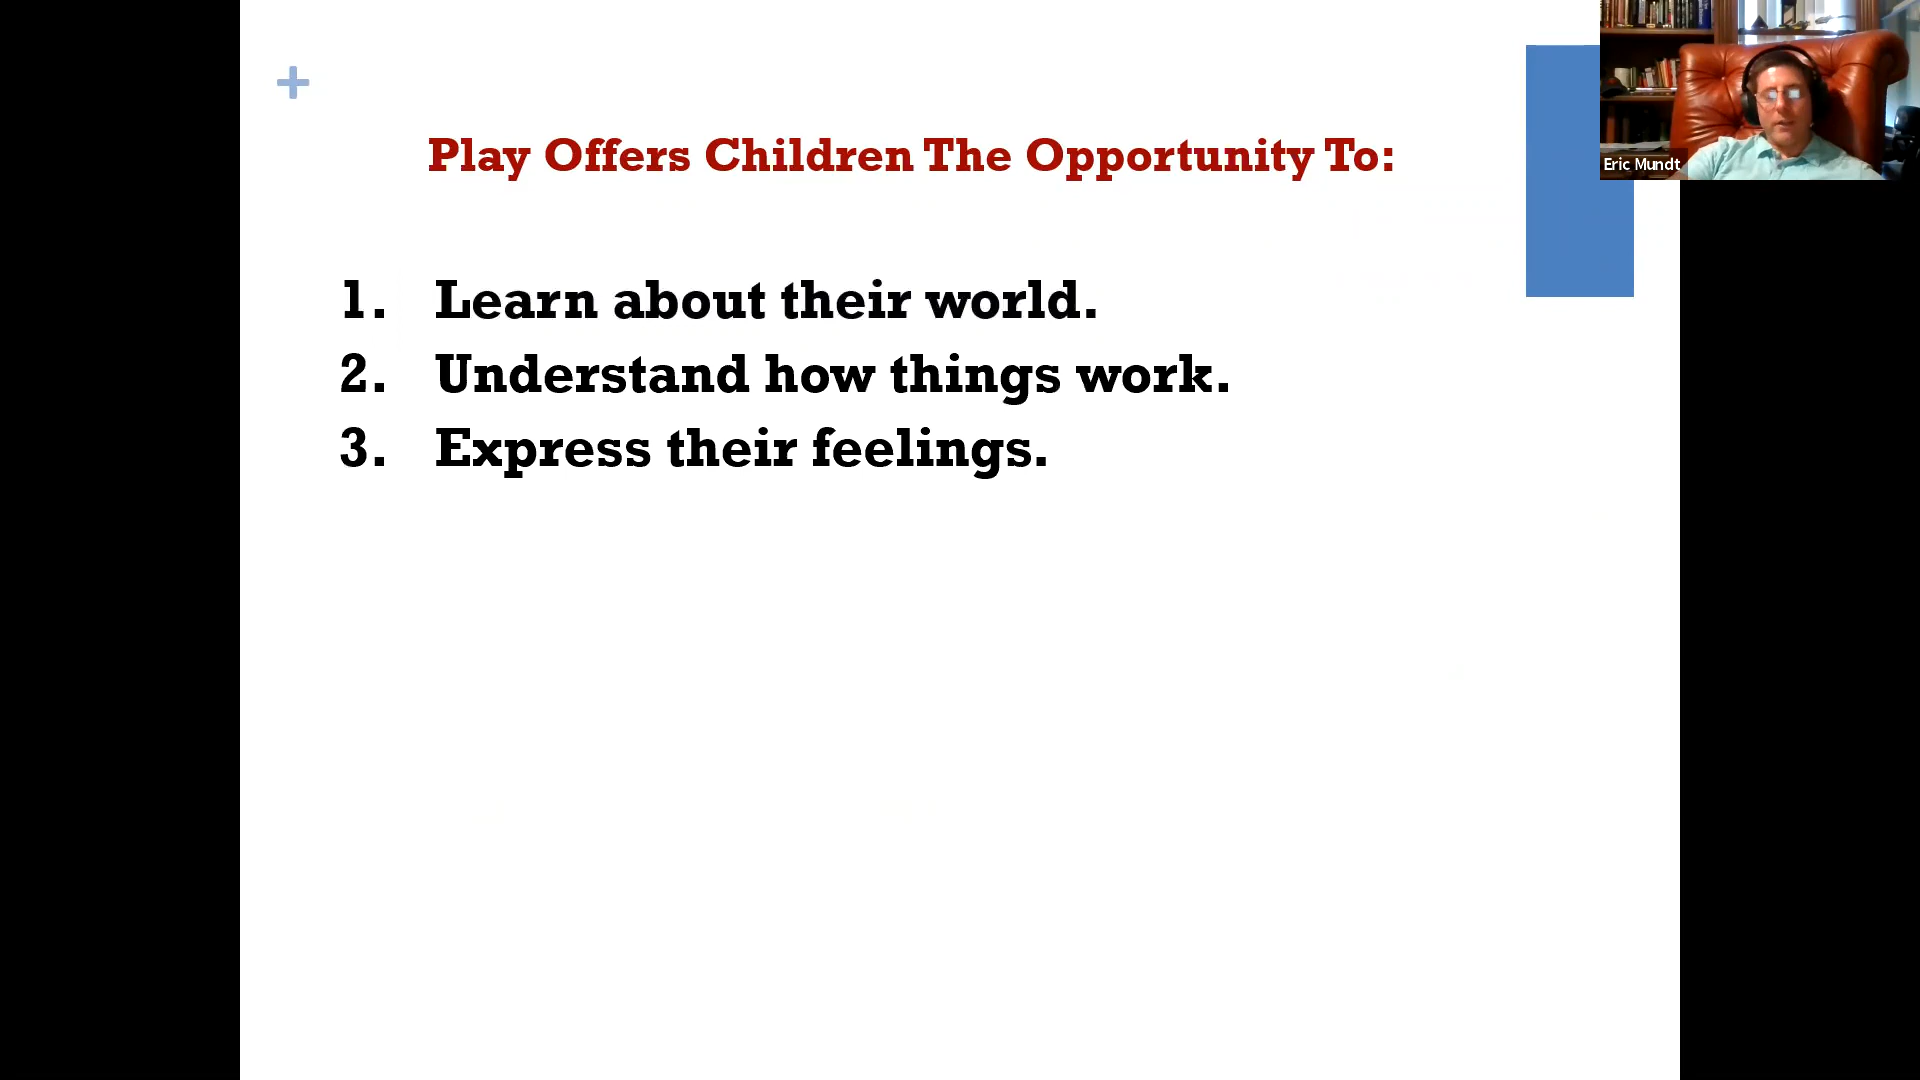 +
Play Offers Children The Opportunity To:
1. Learn about their world.
2. Understand how things work.
3. Express their feelings.
Eric Mundt